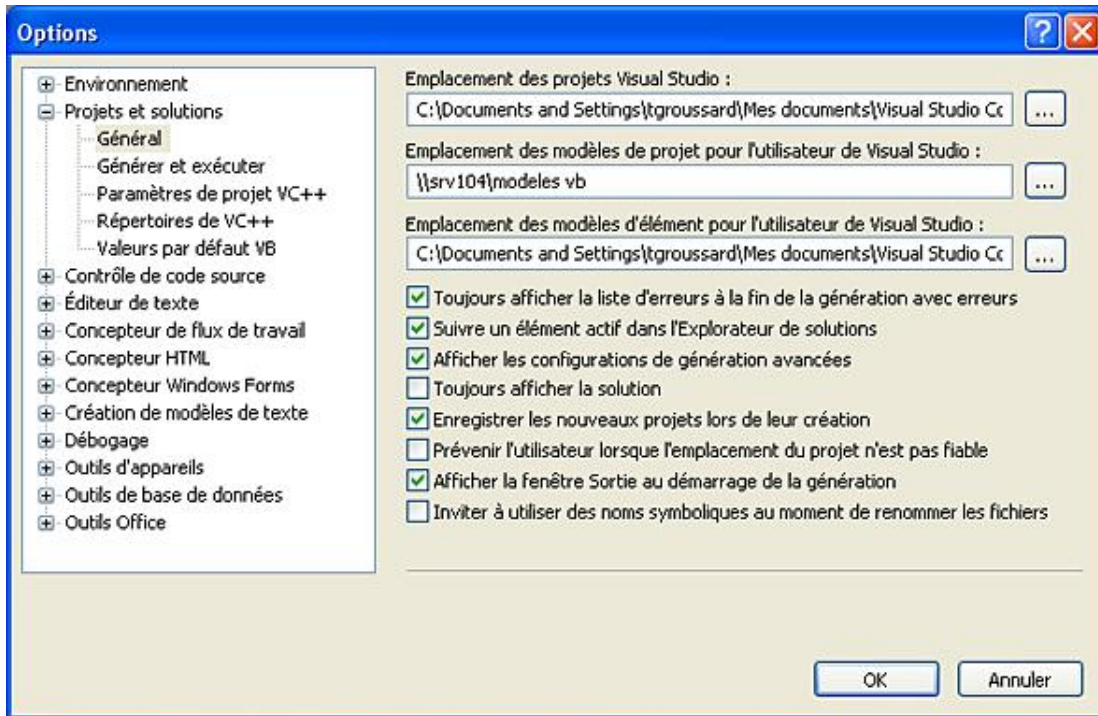 Options
Environnement
Projets et solutions
Général
Générer et exécuter
Paramètres de projet VC++
Répertoires de VC++
Valeurs par défaut VB
Contrôle de code source
Éditeur de texte
Concepteur de flux de travail
Concepteur HTML
Concepteur Windows Forms
Création de modèles de texte
Débogage
Outils d'appareils
Outils de base de données
Outils Office
Emplacement des projets Visual Studio :
C:\Documents and Settings\tgroussard\Mes documents\Visual Studio Cc ...
Emplacement des modèles de projet pour l'utilisateur de Visual Studio :
\\srv104\modeles vb ...
Emplacement des modèles d'élément pour l'utilisateur de Visual Studio :
C:\Documents and Settings\tgroussard\Mes documents\Visual Studio Cc ...
Toujours afficher la liste d'erreurs à la fin de la génération avec erreurs
Suivre un élément actif dans l'Explorateur de solutions
Afficher les configurations de génération avancées
Toujours afficher la solution
Enregistrer les nouveaux projets lors de leur création
Prévenir l'utilisateur lorsque l'emplacement du projet n'est pas fiable
Afficher la fenêtre Sortie au démarrage de la génération
Inviter à utiliser des noms symboliques au moment de renommer les fichiers
OK Annuler